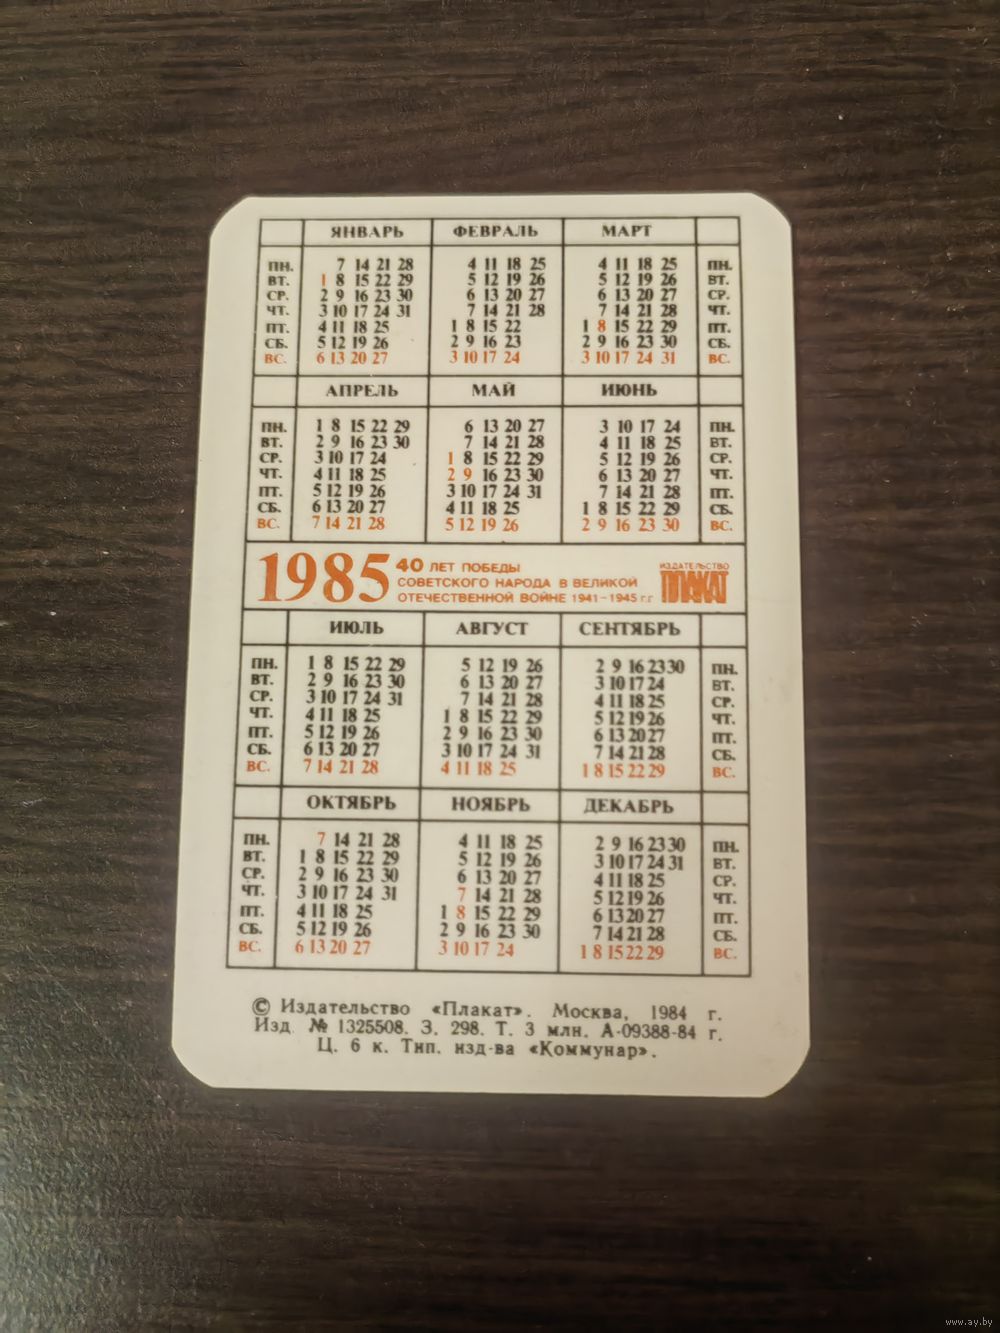 ЯНВАРЬ ФЕВРАЛЬ МАРТ
ПН. 7 14 21 28 4 11 18 25 4 11 18 25 ПН.
ВТ. 1 8 15 22 29 5 12 19 26 5 12 19 26 ВТ.
СР. 2 9 16 23 30 6 13 20 27 6 13 20 27 СР.
ЧТ. 3 10 17 24 31 7 14 21 28 7 14 21 28 ЧТ.
ПТ. 4 11 18 25 1 8 15 22 1 8 15 22 29 ПТ.
СБ. 5 12 19 26 2 9 16 23 2 9 16 23 30 СБ.
ВС. 6 13 20 27 3 10 17 24 3 10 17 24 31 ВС.
АПРЕЛЬ МАЙ ИЮНЬ
ПН. 1 8 15 22 29 6 13 20 27 3 10 17 24 ПН.
ВТ. 2 9 16 23 30 7 14 21 28 4 11 18 25 ВТ.
СР. 3 10 17 24 1 8 15 22 29 5 12 19 26 СР.
ЧТ. 4 11 18 25 2 9 16 23 30 6 13 20 27 ЧТ.
ПТ. 5 12 19 26 3 10 17 24 31 7 14 21 28 ПТ.
СБ. 6 13 20 27 4 11 18 25 1 8 15 22 29 СБ.
ВС. 7 14 21 28 5 12 19 26 2 9 16 23 30 ВС.
1985
40 ЛЕТ ПОБЕДЫ
СОВЕТСКОГО НАРОДА В ВЕЛИКОЙ
ОТЕЧЕСТВЕННОЙ ВОЙНЕ 1941-1945 г.г
ИЗДАТЕЛЬСТВО
ПЛАКАТ
ИЮЛЬ АВГУСТ СЕНТЯБРЬ
ПН. 1 8 15 22 29 5 12 19 26 2 9 16 23 30 ПН.
ВТ. 2 9 16 23 30 6 13 20 27 3 10 17 24 ВТ.
СР. 3 10 17 24 31 7 14 21 28 4 11 18 25 СР.
ЧТ. 4 11 18 25 1 8 15 22 29 5 12 19 26 ЧТ.
ПТ. 5 12 19 26 2 9 16 23 30 6 13 20 27 ПТ.
СБ. 6 13 20 27 3 10 17 24 31 7 14 21 28 СБ.
ВС. 7 14 21 28 4 11 18 25 1 8 15 22 29 ВС.
ОКТЯБРЬ НОЯБРЬ ДЕКАБРЬ
ПН. 7 14 21 28 4 11 18 25 2 9 16 23 30 ПН.
ВТ. 1 8 15 22 29 5 12 19 26 3 10 17 24 31 ВТ.
СР. 2 9 16 23 30 6 13 20 27 4 11 18 25 СР.
ЧТ. 3 10 17 24 31 7 14 21 28 5 12 19 26 ЧТ.
ПТ. 4 11 18 25 1 8 15 22 29 6 13 20 27 ПТ.
СБ. 5 12 19 26 2 9 16 23 30 7 14 21 28 СБ.
ВС. 6 13 20 27 3 10 17 24 1 8 15 22 29 ВС.
© Издательство «Плакат». Москва, 1984 г.
Изд. № 1325508. З. 298. Т. 3 млн. А-09388-84 г.
Ц. 6 к. Тип. изд-ва «Коммунар».
www.ay.by